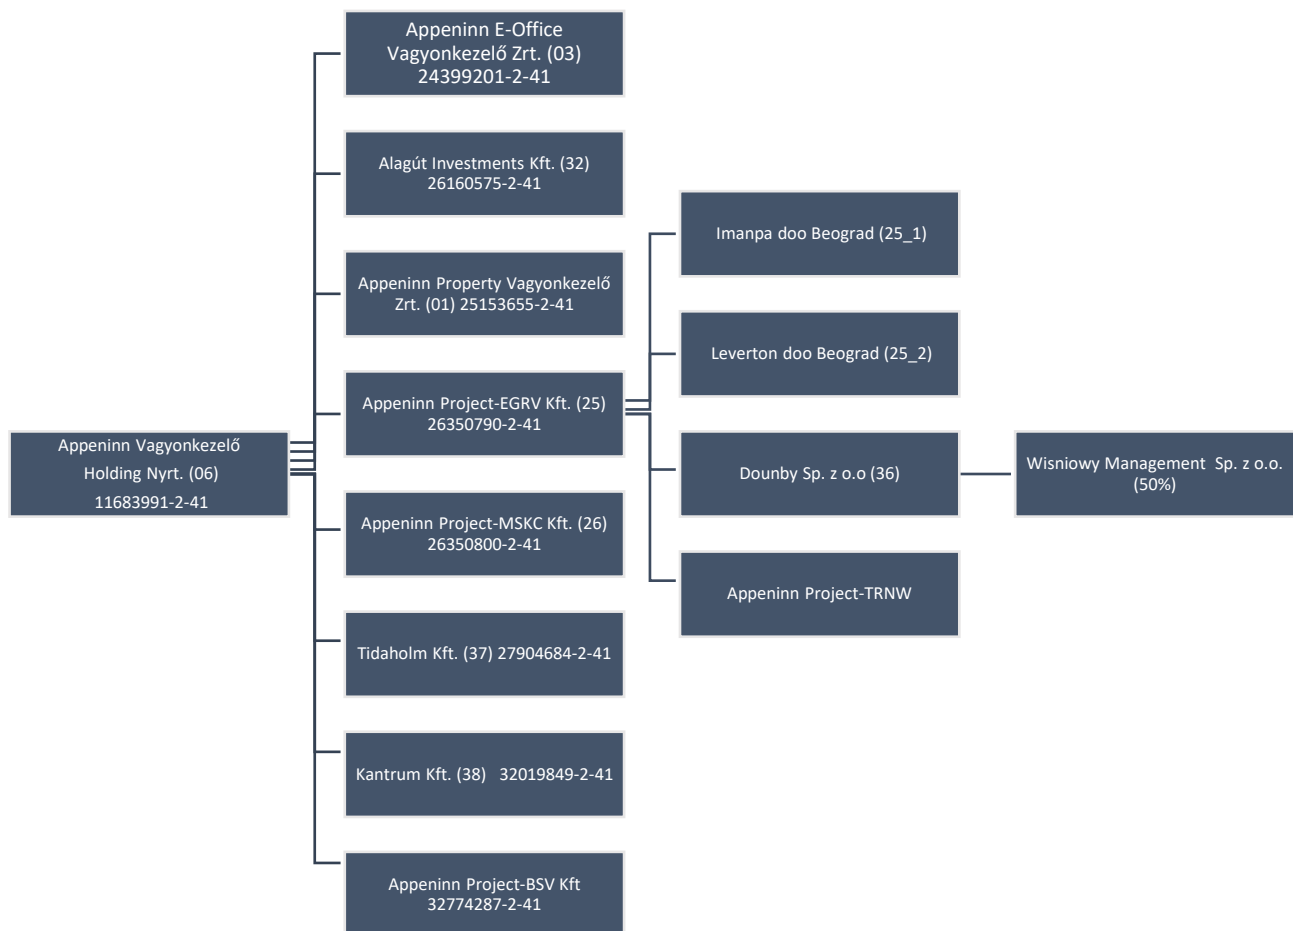 Appeninn E-Office
Vagyonkezelő Zrt. (03)
24399201-2-41
Alagút Investments Kft. (32)
26160575-2-41
Imanpa doo Beograd (25_1)
Appeninn Property Vagyonkezelő
Zrt. (01) 25153655-2-41
Leverton doo Beograd (25_2)
Appeninn Project-EGRV Kft. (25)
26350790-2-41
Appeninn Vagyonkezelő
Holding Nyrt. (06)
11683991-2-41
Dounby Sp. z o.o (36)
Wisniowy Management Sp. z o.o.
(50%)
Appeninn Project-MSKC Kft. (26)
26350800-2-41
Appeninn Project-TRNW
Tidaholm Kft. (37) 27904684-2-41
Kantrum Kft. (38) 32019849-2-41
Appeninn Project-BSV Kft
32774287-2-41